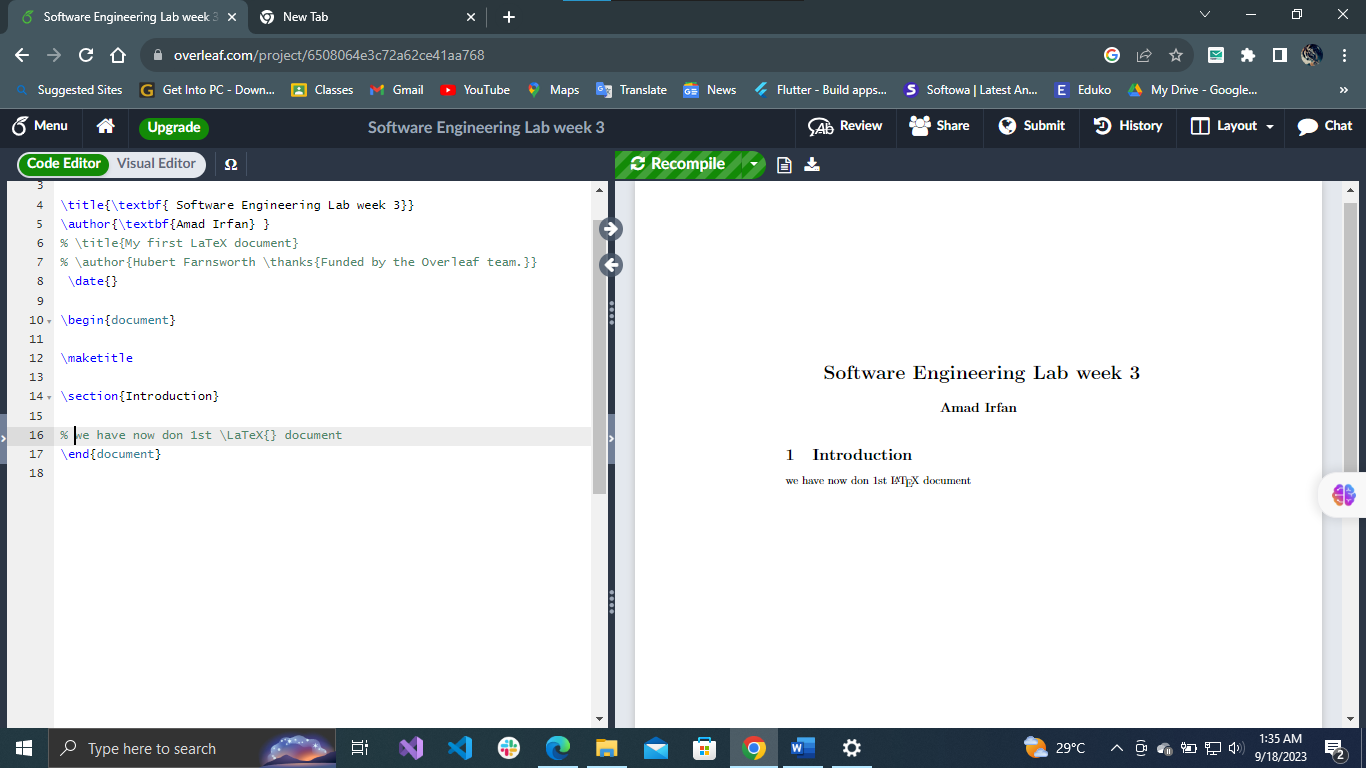 Software Engineering Lab week 3
New Tab
overleaf.com/project/6508064e3c72a62ce41aa768
Suggested Sites
Get Into PC - Down...
Classes
Gmail
YouTube
Maps
Translate
News
Flutter - Build apps...
Softowa | Latest An...
Eduko
My Drive - Google...
»
Menu
Upgrade
Software Engineering Lab week 3
Review
Share
Submit
History
Layout
Chat
Code Editor
Visual Editor
Ω
Recompile
3
4 \title{\textbf{ Software Engineering Lab week 3}}
5 \author{\textbf{Amad Irfan} }
6 % \title{My first LaTeX document}
7 % \author{Hubert Farnsworth \thanks{Funded by the Overleaf team.}}
8 \date{}
9
10 \begin{document}
11
12 \maketitle
13
14 \section{Introduction}
15
16 % we have now don 1st \LaTeX{} document
17 \end{document}
18
Software Engineering Lab week 3
Amad Irfan
1 Introduction
we have now don 1st LATEX document
Type here to search
29°C
1:35 AM
9/18/2023
2